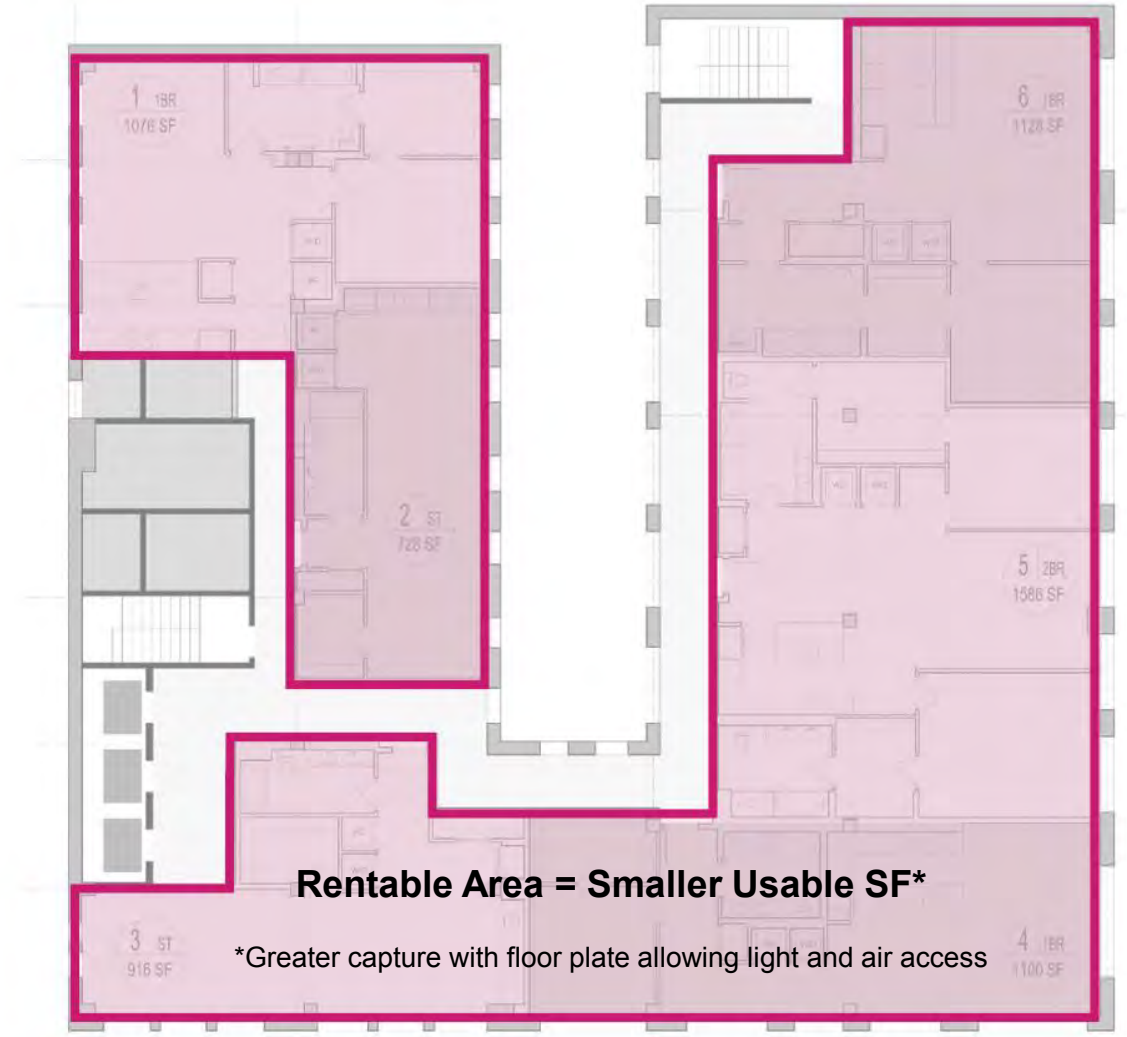 1 1BR
1076 SF
6 1BR
1128 SF
2 ST
728 SF
5 2BR
1586 SF
Rentable Area = Smaller Usable SF*
3 ST
916 SF
*Greater capture with floor plate allowing light and air access
4 1BR
1100 SF